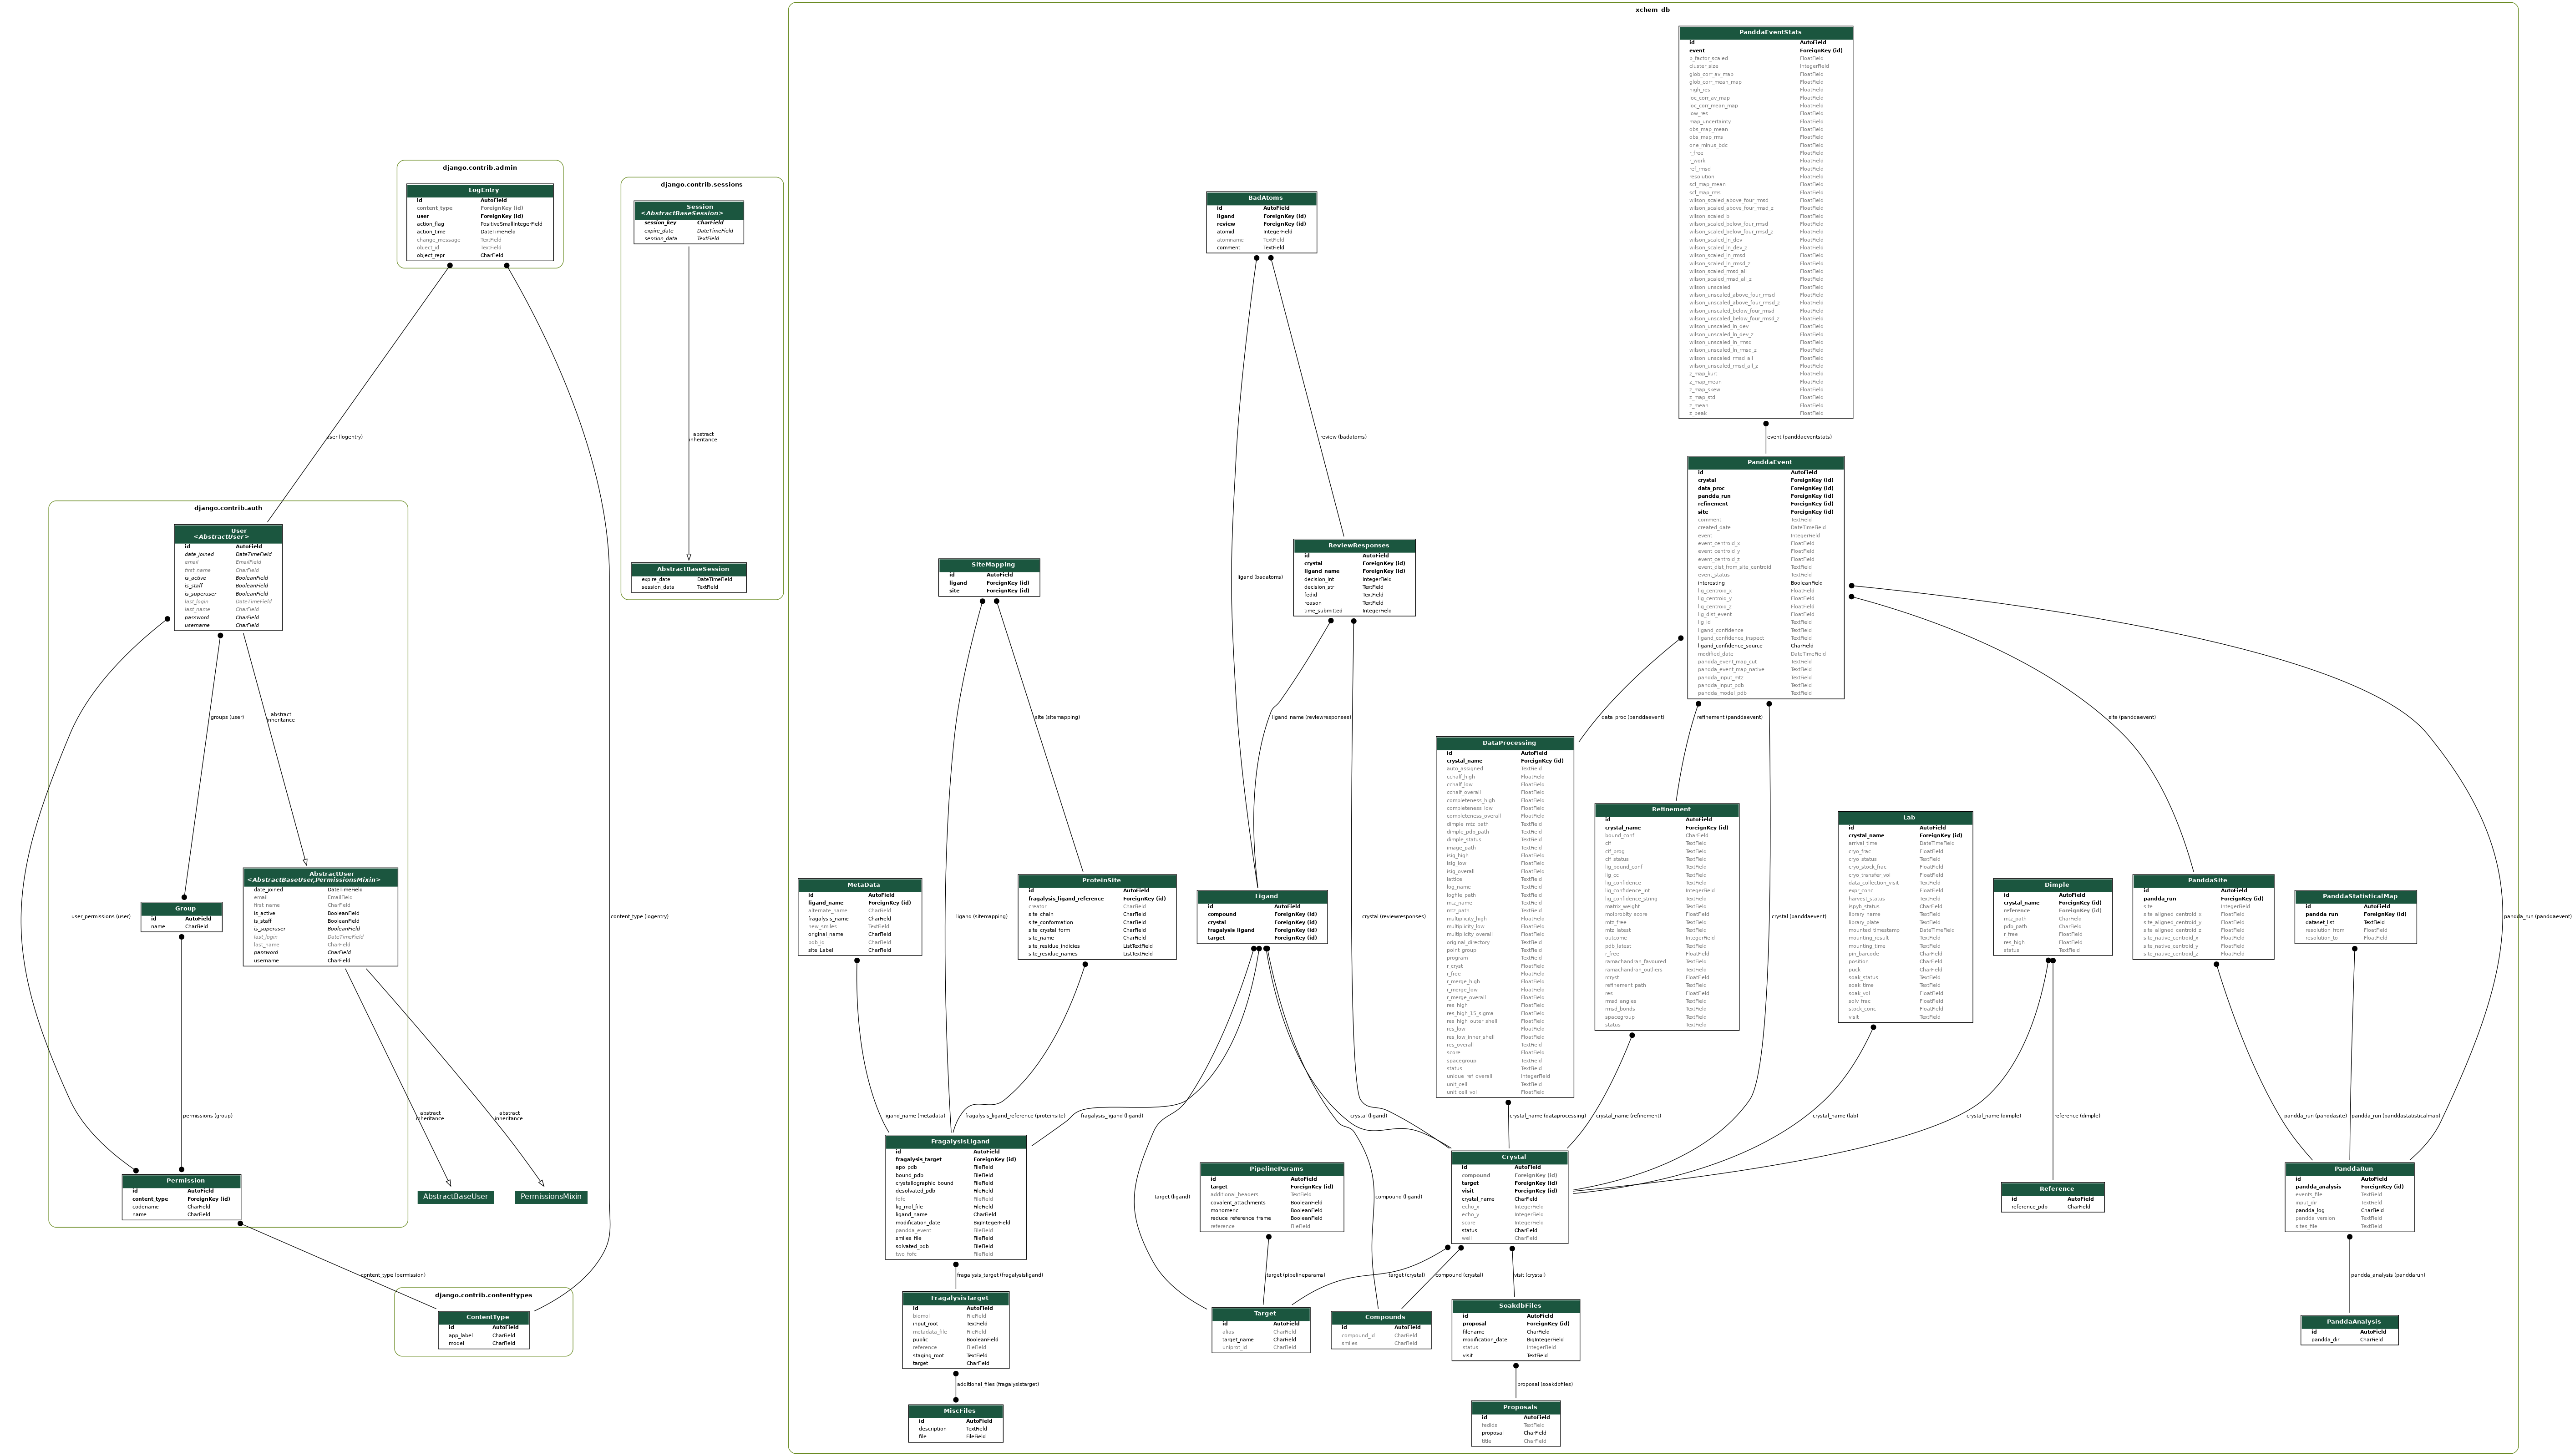 xchem_db
PanddaEventStats
id AutoField
event ForeignKey (id)
b_factor_scaled FloatField
cluster_size IntegerField
glob_corr_av_map FloatField
glob_corr_mean_map FloatField
high_res FloatField
loc_corr_av_map FloatField
loc_corr_mean_map FloatField
low_res FloatField
map_uncertainty FloatField
obs_map_mean FloatField
obs_map_rms FloatField
one_minus_bdc FloatField
r_free FloatField
r_work FloatField
ref_rmsd FloatField
resolution FloatField
scl_map_mean FloatField
scl_map_rms FloatField
wilson_scaled_above_four_rmsd FloatField
wilson_scaled_above_four_rmsd_z FloatField
wilson_scaled_b FloatField
wilson_scaled_below_four_rmsd FloatField
wilson_scaled_below_four_rmsd_z FloatField
wilson_scaled_ln_dev FloatField
wilson_scaled_ln_dev_z FloatField
wilson_scaled_ln_rmsd FloatField
wilson_scaled_ln_rmsd_z FloatField
wilson_scaled_rmsd_all FloatField
wilson_scaled_rmsd_all_z FloatField
wilson_unscaled FloatField
wilson_unscaled_above_four_rmsd FloatField
wilson_unscaled_above_four_rmsd_z FloatField
wilson_unscaled_below_four_rmsd FloatField
wilson_unscaled_below_four_rmsd_z FloatField
wilson_unscaled_ln_dev FloatField
wilson_unscaled_ln_dev_z FloatField
wilson_unscaled_ln_rmsd FloatField
wilson_unscaled_ln_rmsd_z FloatField
wilson_unscaled_rmsd_all FloatField
wilson_unscaled_rmsd_all_z FloatField
z_map_kurt FloatField
z_map_mean FloatField
z_map_skew FloatField
z_map_std FloatField
z_mean FloatField
z_peak FloatField
django.contrib.admin
LogEntry
id AutoField
content_type ForeignKey (id)
user ForeignKey (id)
action_flag PositiveSmallIntegerField
action_time DateTimeField
change_message TextField
object_id TextField
object_repr CharField
django.contrib.sessions
Session
<AbstractBaseSession>
session_key CharField
expire_date DateTimeField
session_data TextField
BadAtoms
id AutoField
ligand ForeignKey (id)
review ForeignKey (id)
atomid IntegerField
atomname TextField
comment TextField
user (logentry)
abstract
inheritance
review (badatoms)
event (panddaeventstats)
PanddaEvent
id AutoField
crystal ForeignKey (id)
data_proc ForeignKey (id)
pandda_run ForeignKey (id)
refinement ForeignKey (id)
site ForeignKey (id)
comment TextField
created_date DateTimeField
event IntegerField
event_centroid_x FloatField
event_centroid_y FloatField
event_centroid_z FloatField
event_dist_from_site_centroid TextField
event_status TextField
interesting BooleanField
lig_centroid_x FloatField
lig_centroid_y FloatField
lig_centroid_z FloatField
lig_dist_event FloatField
lig_id TextField
ligand_confidence TextField
ligand_confidence_inspect TextField
ligand_confidence_source CharField
modified_date DateTimeField
pandda_event_map_cut TextField
pandda_event_map_native TextField
pandda_input_mtz TextField
pandda_input_pdb TextField
pandda_model_pdb TextField
django.contrib.auth
User
<AbstractUser>
id AutoField
date_joined DateTimeField
email EmailField
first_name CharField
is_active BooleanField
is_staff BooleanField
is_superuser BooleanField
last_login DateTimeField
last_name CharField
password CharField
username CharField
AbstractBaseSession
expire_date DateTimeField
session_data TextField
SiteMapping
id AutoField
ligand ForeignKey (id)
site ForeignKey (id)
ligand (badatoms)
ReviewResponses
id AutoField
crystal ForeignKey (id)
ligand_name ForeignKey (id)
decision_int IntegerField
decision_str TextField
fedid TextField
reason TextField
time_submitted IntegerField
groups (user)
abstract
inheritance
site (sitemapping)
ligand_name (reviewresponses)
data_proc (panddaevent)
refinement (panddaevent)
site (panddaevent)
DataProcessing
id AutoField
crystal_name ForeignKey (id)
auto_assigned TextField
cchalf_high FloatField
cchalf_low FloatField
cchalf_overall FloatField
completeness_high FloatField
completeness_low FloatField
completeness_overall FloatField
dimple_mtz_path TextField
dimple_pdb_path TextField
dimple_status TextField
image_path TextField
isig_high FloatField
isig_low FloatField
isig_overall FloatField
lattice TextField
log_name TextField
logfile_path TextField
mtz_name TextField
mtz_path TextField
multiplicity_high FloatField
multiplicity_low FloatField
multiplicity_overall FloatField
original_directory TextField
point_group TextField
program TextField
r_cryst FloatField
r_free FloatField
r_merge_high FloatField
r_merge_low FloatField
r_merge_overall FloatField
res_high FloatField
res_high_15_sigma FloatField
res_high_outer_shell FloatField
res_low FloatField
res_low_inner_shell FloatField
res_overall TextField
score FloatField
spacegroup TextField
status TextField
unique_ref_overall IntegerField
unit_cell TextField
unit_cell_vol FloatField
Refinement
id AutoField
crystal_name ForeignKey (id)
bound_conf CharField
cif TextField
cif_prog TextField
cif_status TextField
lig_bound_conf TextField
lig_cc TextField
lig_confidence TextField
lig_confidence_int IntegerField
lig_confidence_string TextField
matrix_weight TextField
molprobity_score FloatField
mtz_free TextField
mtz_latest TextField
outcome IntegerField
pdb_latest TextField
r_free FloatField
ramachandran_favoured TextField
ramachandran_outliers TextField
rcryst FloatField
refinement_path TextField
res FloatField
rmsd_angles TextField
rmsd_bonds TextField
spacegroup TextField
status TextField
Lab
id AutoField
crystal_name ForeignKey (id)
arrival_time DateTimeField
cryo_frac FloatField
cryo_status TextField
cryo_stock_frac FloatField
cryo_transfer_vol FloatField
data_collection_visit TextField
expr_conc FloatField
harvest_status TextField
ispyb_status CharField
library_name TextField
library_plate TextField
mounted_timestamp DateTimeField
mounting_result TextField
mounting_time TextField
pin_barcode CharField
position CharField
puck CharField
soak_status TextField
soak_time TextField
soak_vol FloatField
solv_frac FloatField
stock_conc FloatField
visit TextField
AbstractUser
<AbstractBaseUser,PermissionsMixin>
date_joined DateTimeField
email EmailField
first_name CharField
is_active BooleanField
is_staff BooleanField
is_superuser BooleanField
last_login DateTimeField
last_name CharField
password CharField
username CharField
Group
id AutoField
name CharField
user_permissions (user)
content_type (logentry)
MetaData
id AutoField
ligand_name ForeignKey (id)
alternate_name CharField
fragalysis_name CharField
new_smiles TextField
original_name CharField
pdb_id CharField
site_Label CharField
ligand (sitemapping)
ProteinSite
id AutoField
fragalysis_ligand_reference ForeignKey (id)
creator CharField
site_chain CharField
site_conformation CharField
site_crystal_form CharField
site_name CharField
site_residue_indicies ListTextField
site_residue_names ListTextField
Ligand
id AutoField
compound ForeignKey (id)
crystal ForeignKey (id)
fragalysis_ligand ForeignKey (id)
target ForeignKey (id)
crystal (reviewresponses)
crystal (panddaevent)
Dimple
id AutoField
crystal_name ForeignKey (id)
reference ForeignKey (id)
mtz_path CharField
pdb_path CharField
r_free FloatField
res_high FloatField
status TextField
PanddaSite
id AutoField
pandda_run ForeignKey (id)
site IntegerField
site_aligned_centroid_x FloatField
site_aligned_centroid_y FloatField
site_aligned_centroid_z FloatField
site_native_centroid_x FloatField
site_native_centroid_y FloatField
site_native_centroid_z FloatField
PanddaStatisticalMap
id AutoField
pandda_run ForeignKey (id)
dataset_list TextField
resolution_from FloatField
resolution_to FloatField
pandda_run (panddaevent)
permissions (group)
abstract
inheritance
abstract
inheritance
ligand_name (metadata)
fragalysis_ligand_reference (proteinsite)
fragalysis_ligand (ligand)
crystal (ligand)
crystal_name (dataprocessing)
crystal_name (refinement)
crystal_name (lab)
crystal_name (dimple)
reference (dimple)
pandda_run (panddasite)
pandda_run (panddastatisticalmap)
Permission
id AutoField
content_type ForeignKey (id)
codename CharField
name CharField
AbstractBaseUser
PermissionsMixin
FragalysisLigand
id AutoField
fragalysis_target ForeignKey (id)
apo_pdb FileField
bound_pdb FileField
crystallographic_bound FileField
desolvated_pdb FileField
fofc FileField
lig_mol_file FileField
ligand_name CharField
modification_date BigIntegerField
pandda_event FileField
smiles_file FileField
solvated_pdb FileField
two_fofc FileField
target (ligand)
PipelineParams
id AutoField
target ForeignKey (id)
additional_headers TextField
covalent_attachments BooleanField
monomeric BooleanField
reduce_reference_frame BooleanField
reference FileField
compound (ligand)
Crystal
id AutoField
compound ForeignKey (id)
target ForeignKey (id)
visit ForeignKey (id)
crystal_name CharField
echo_x IntegerField
echo_y IntegerField
score IntegerField
status CharField
well CharField
Reference
id AutoField
reference_pdb CharField
PanddaRun
id AutoField
pandda_analysis ForeignKey (id)
events_file TextField
input_dir TextField
pandda_log CharField
pandda_version TextField
sites_file TextField
content_type (permission)
fragalysis_target (fragalysisligand)
target (pipelineparams)
target (crystal)
compound (crystal)
visit (crystal)
pandda_analysis (panddarun)
django.contrib.contenttypes
ContentType
id AutoField
app_label CharField
model CharField
FragalysisTarget
id AutoField
biomol FileField
input_root TextField
metadata_file FileField
public BooleanField
reference FileField
staging_root TextField
target CharField
Target
id AutoField
alias CharField
target_name CharField
uniprot_id CharField
Compounds
id AutoField
compound_id CharField
smiles CharField
SoakdbFiles
id AutoField
proposal ForeignKey (id)
filename CharField
modification_date BigIntegerField
status IntegerField
visit TextField
PanddaAnalysis
id AutoField
pandda_dir CharField
additional_files (fragalysistarget)
proposal (soakdbfiles)
MiscFiles
id AutoField
description TextField
file FileField
Proposals
id AutoField
fedids TextField
proposal CharField
title CharField